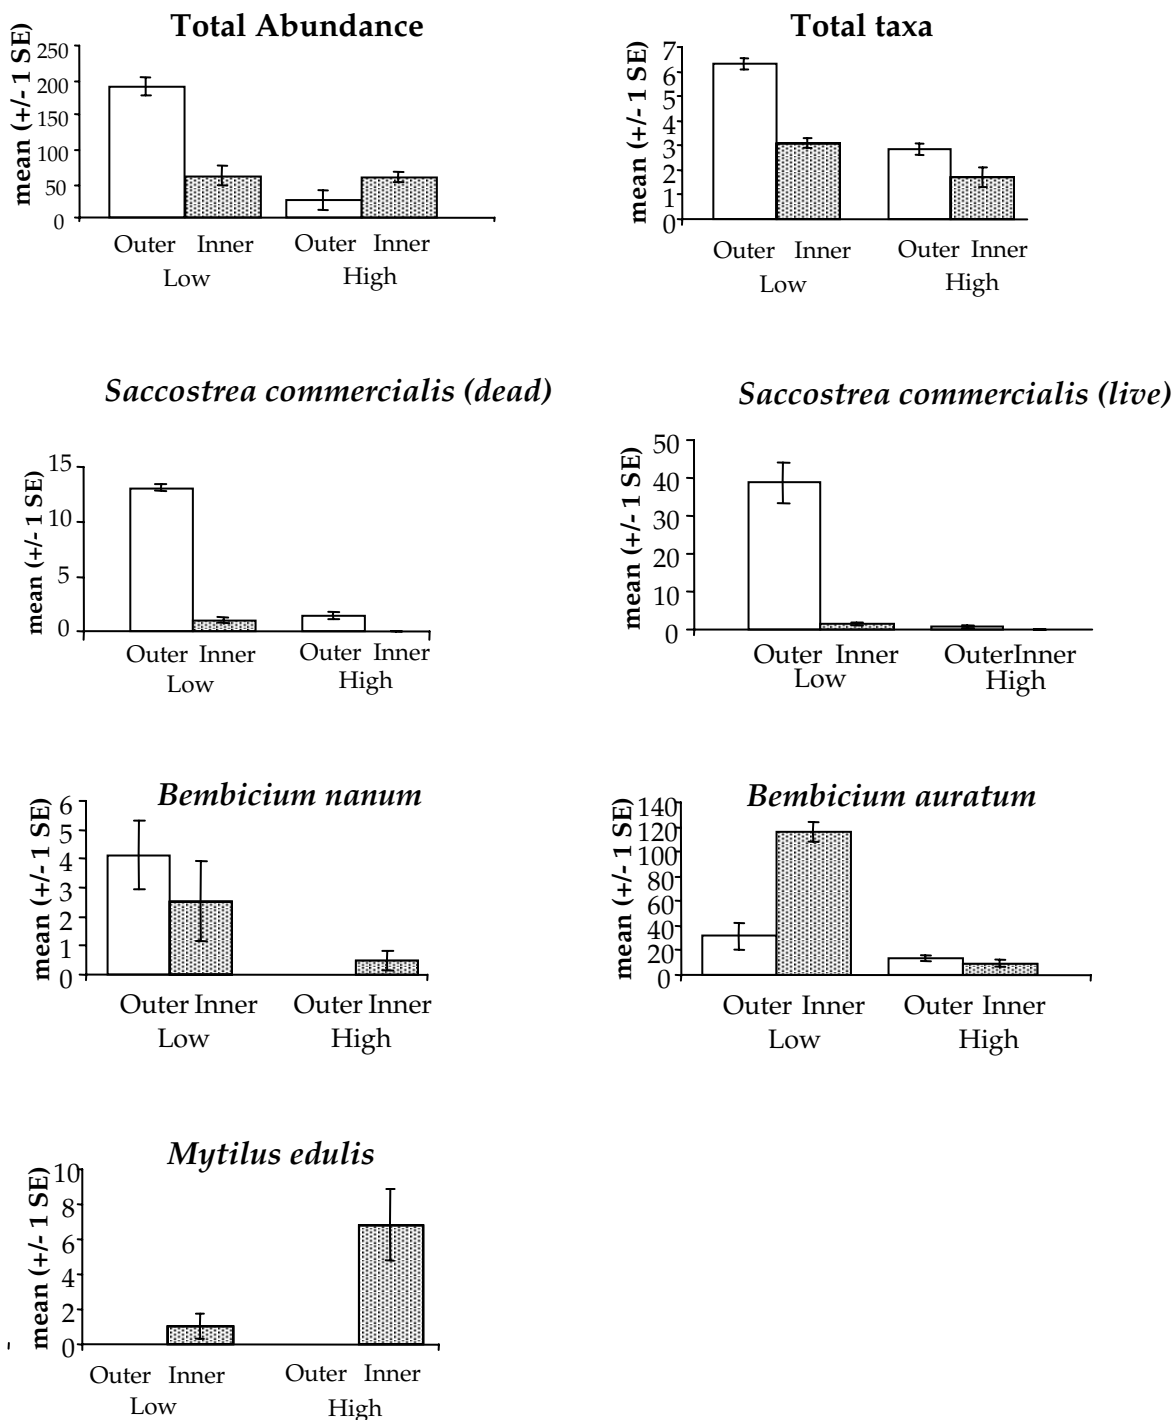 Total Abundance
mean (+/- 1 SE)
250
200
150
100
50
0
Outer Inner Outer Inner
Low High
Total taxa
mean (+/- 1 SE)
7
6
5
4
3
2
1
0
Outer Inner Outer Inner
Low High
Saccostrea commercialis (dead)
mean (+/- 1 SE)
15
10
5
0
Outer Inner Outer Inner
Low High
Saccostrea commercialis (live)
mean (+/- 1 SE)
50
40
30
20
10
0
Outer Inner OuterInner
Low High
Bembicium nanum
mean (+/- 1 SE)
6
5
4
3
2
1
0
Outer Inner Outer Inner
Low High
Bembicium auratum
mean (+/- 1 SE)
140
120
100
80
60
40
20
0
Outer Inner Outer Inner
Low High
Mytilus edulis
mean (+/- 1 SE)
10
8
6
4
2
0
Outer Inner Outer Inner
Low High